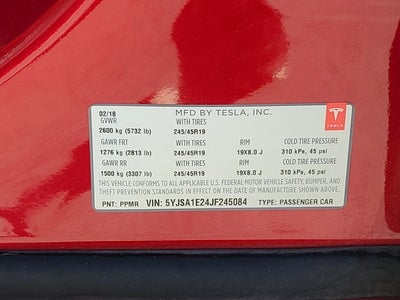 02/18 MFD BY TESLA, INC.
GVWR WITH TIRES
2600 kg (5732 lb) 245/45R19
GAWR FRT WITH TIRES RIM COLD TIRE PRESSURE
1276 kg (2813 lb) 245/45R19 19X8.0 J 310 kPa, 45 psi
GAWR RR WITH TIRES RIM COLD TIRE PRESSURE
1500 kg (3307 lb) 245/45R19 19X8.0 J 310 kPa, 45 psi
THIS VEHICLE CONFORMS TO ALL APPLICABLE U.S. FEDERAL MOTOR VEHICLE SAFETY, BUMPER, AND
THEFT PREVENTION STANDARDS IN EFFECT ON THE DATE OF MANUFACTURE SHOWN ABOVE.
PNT: PPMR VIN: 5YJSA1E24JF245084 TYPE: PASSENGER CAR
TESLA